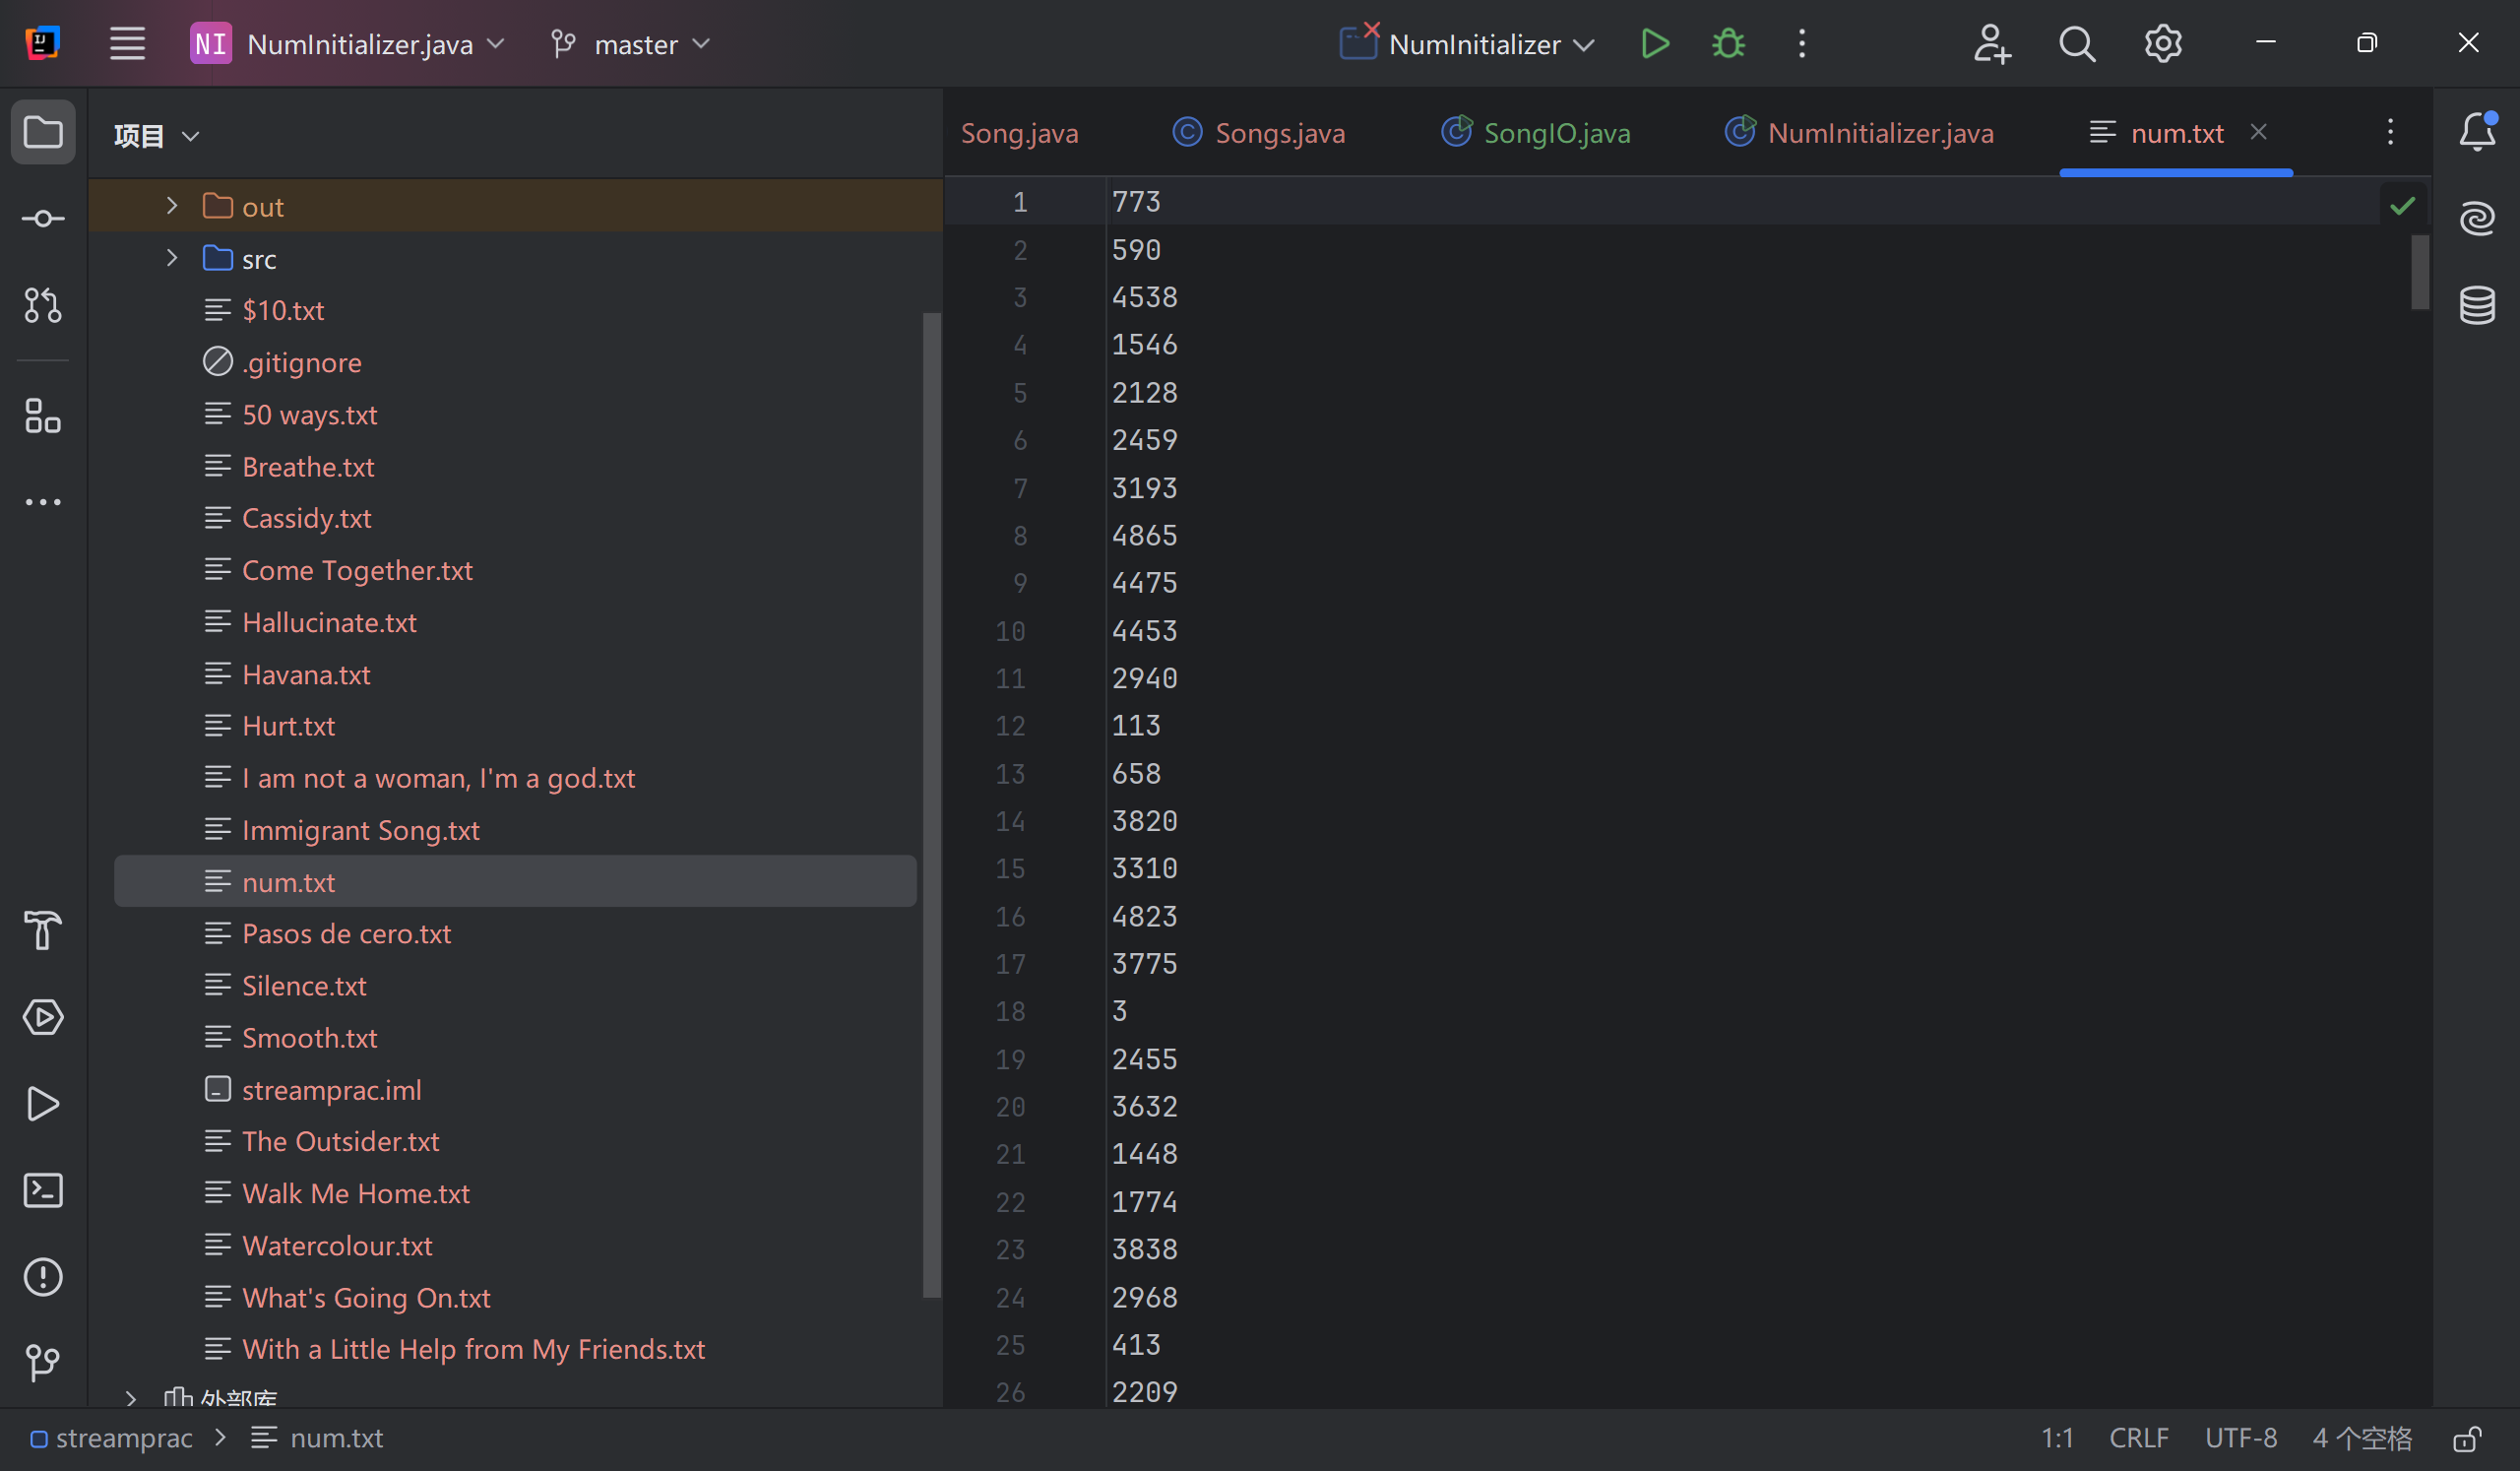 NI NumInitializer.java master NumInitializer
项目
out
src
$10.txt
.gitignore
50 ways.txt
Breathe.txt
Cassidy.txt
Come Together.txt
Hallucinate.txt
Havana.txt
Hurt.txt
I am not a woman, I'm a god.txt
Immigrant Song.txt
num.txt
Pasos de cero.txt
Silence.txt
Smooth.txt
streamprac.iml
The Outsider.txt
Walk Me Home.txt
Watercolour.txt
What's Going On.txt
With a Little Help from My Friends.txt
外部库
Song.java Songs.java SongIO.java NumInitializer.java num.txt
1 773
2 590
3 4538
4 1546
5 2128
6 2459
7 3193
8 4865
9 4475
10 4453
11 2940
12 113
13 658
14 3820
15 3310
16 4823
17 3775
18 3
19 2455
20 3632
21 1448
22 1774
23 3838
24 2968
25 413
26 2209
streamprac num.txt 1:1 CRLF UTF-8 4 个空格